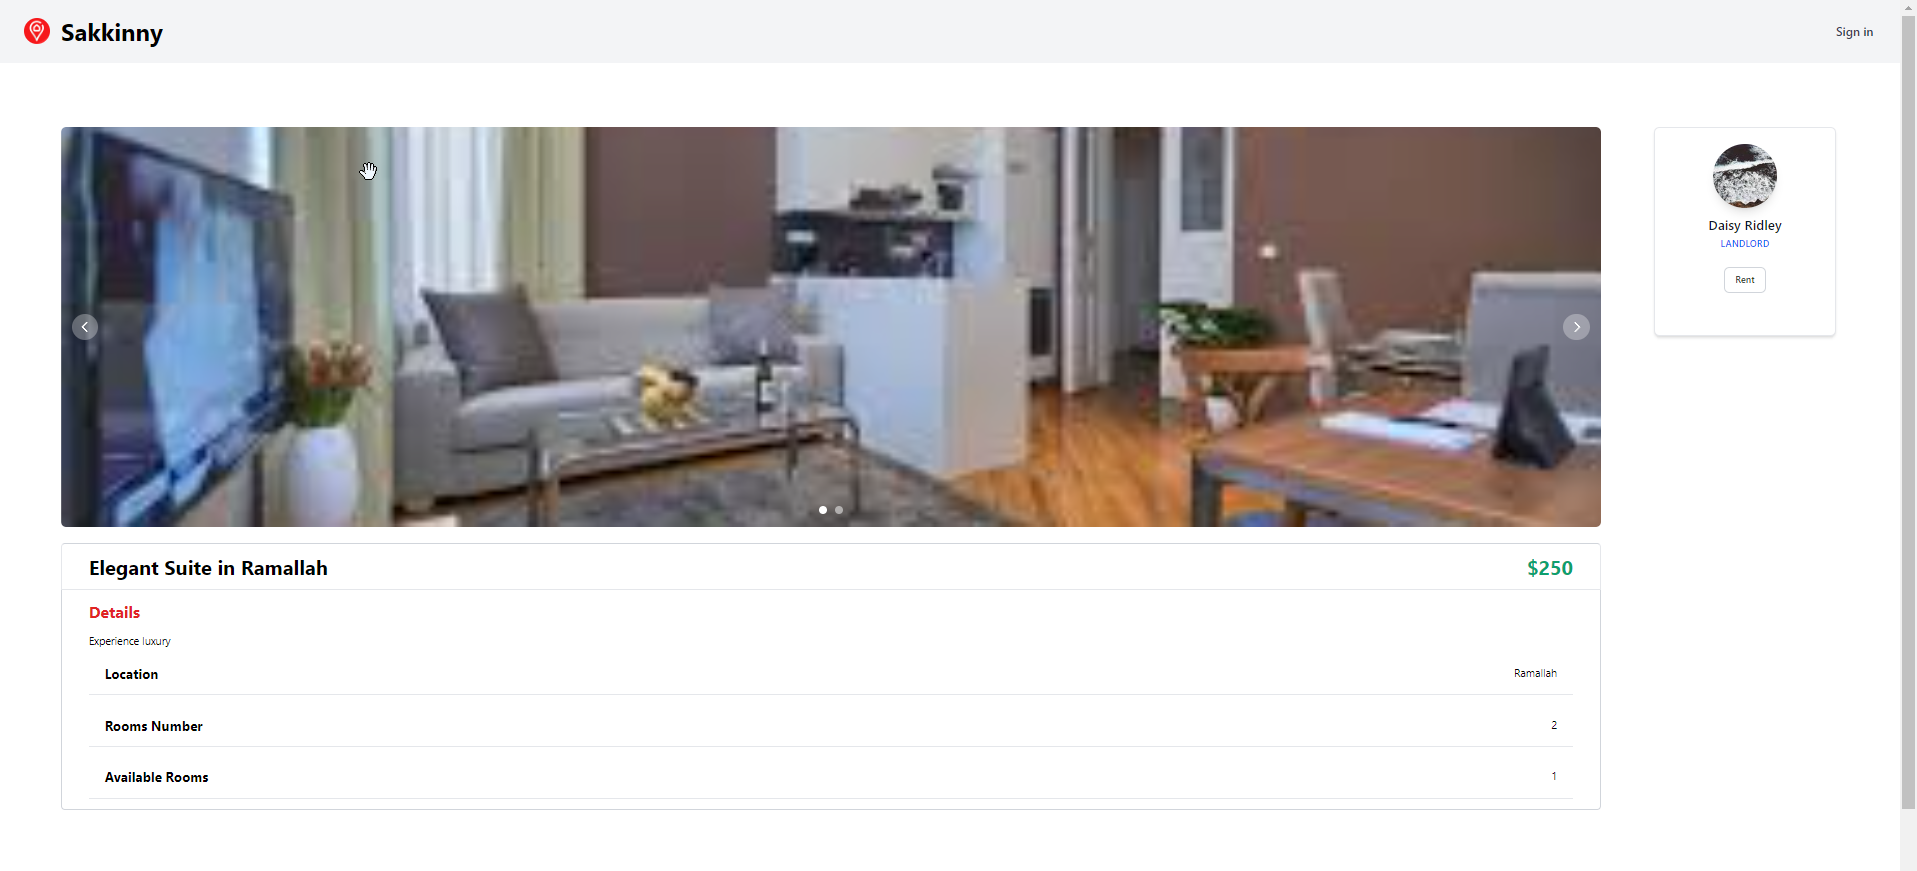 Sakkinny
Sign in
Daisy Ridley
LANDLORD
Rent
Elegant Suite in Ramallah
$250
Details
Experience luxury
Location
Ramallah
Rooms Number
2
Available Rooms
1